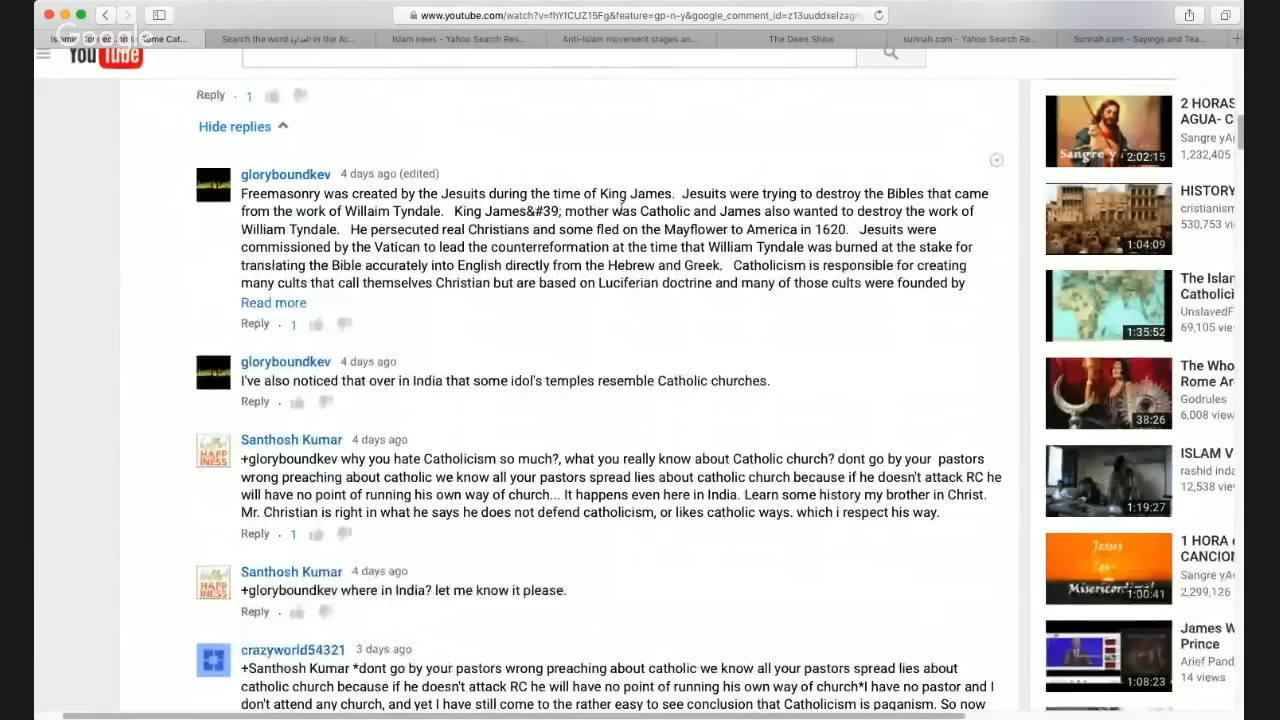 www.youtube.com/watch?v=fhYfCUZ15Fg&feature=gp-n-y&google_comment_id=z13uuddxelzagr
Google
Search the word العداوة in the Ac...
Islam news - Yahoo Search Res...
Anti-Islam movement stages an...
The Deen Show
sunnah.com - Yahoo Search Re...
Sunnah.com - Sayings and Tea...
YouTube
Reply · 1
Hide replies
gloryboundkev 4 days ago (edited)
Freemasonry was created by the Jesuits during the time of King James. Jesuits were trying to destroy the Bibles that came
from the work of Willaim Tyndale. King James&#39; mother was Catholic and James also wanted to destroy the work of
William Tyndale. He persecuted real Christians and some fled on the Mayflower to America in 1620. Jesuits were
commissioned by the Vatican to lead the counterreformation at the time that William Tyndale was burned at the stake for
translating the Bible accurately into English directly from the Hebrew and Greek. Catholicism is responsible for creating
many cults that call themselves Christian but are based on Luciferian doctrine and many of those cults were founded by
Read more
Reply · 1
gloryboundkev 4 days ago
I've also noticed that over in India that some idol's temples resemble Catholic churches.
Reply ·
Santhosh Kumar 4 days ago
+gloryboundkev why you hate Catholicism so much?, what you really know about Catholic church? dont go by your pastors
wrong preaching about catholic we know all your pastors spread lies about catholic church because if he doesn't attack RC he
will have no point of running his own way of church... It happens even here in India. Learn some history my brother in Christ.
Mr. Christian is right in what he says he does not defend catholicism, or likes catholic ways. which i respect his way.
Reply · 1
Santhosh Kumar 4 days ago
+gloryboundkev where in India? let me know it please.
Reply ·
crazyworld54321 3 days ago
+Santhosh Kumar *dont go by your pastors wrong preaching about catholic we know all your pastors spread lies about
catholic church because if he doesn't attack RC he will have no point of running his own way of church*I have no pastor and I
don't attend any church, and yet I have still come to the rather easy to see conclusion that Catholicism is paganism. So now
HAPP
INESS
HAPP
INESS
Sangre y
2:02:15
2 HORAS
AGUA- C
Sangre yA
1,232,405
1:04:09
HISTORY
cristianism
530,753 vi
1:35:52
The Islan
Catholici
UnslavedF
69,105 vie
38:26
The Who
Rome Ar
Godrules
6,008 view
1:19:27
ISLAM V
rashid inda
12,538 vie
Jesus
Misericordi
1:00:41
1 HORA
CANCION
Sangre yA
2,299,126
1:08:23
James W
Prince
Arief Pand
14 views